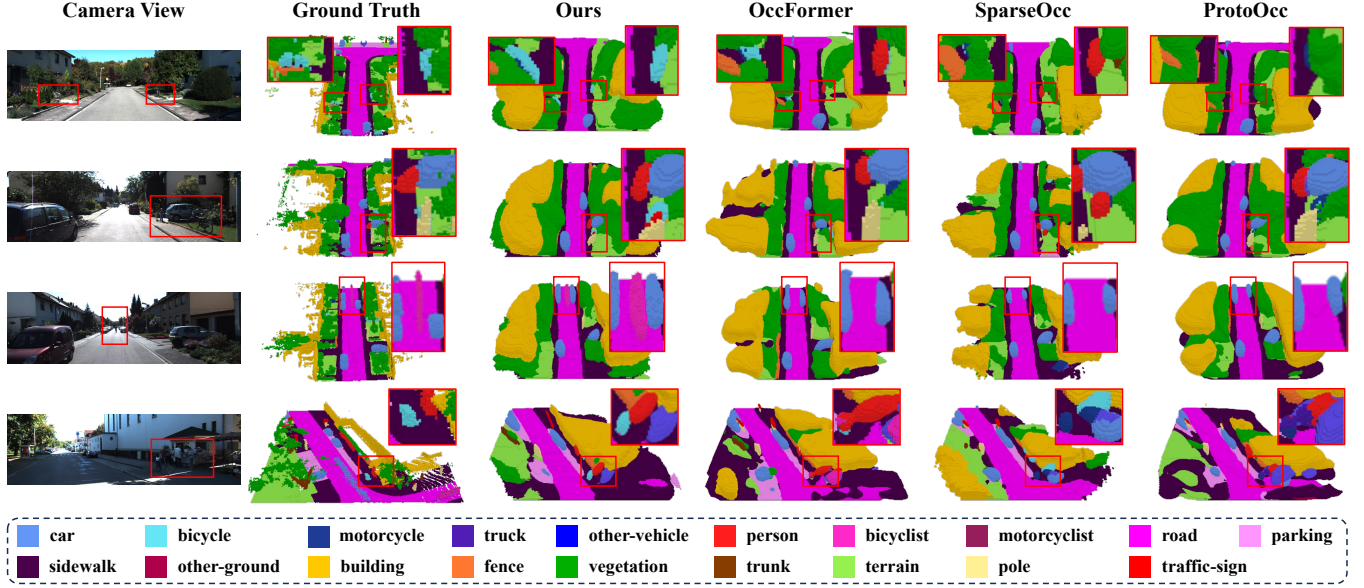 Camera View Ground Truth Ours OccFormer SparseOcc ProtoOcc
car bicycle motorcycle truck other-vehicle person bicyclist motorcyclist road parking
sidewalk other-ground building fence vegetation trunk terrain pole traffic-sign